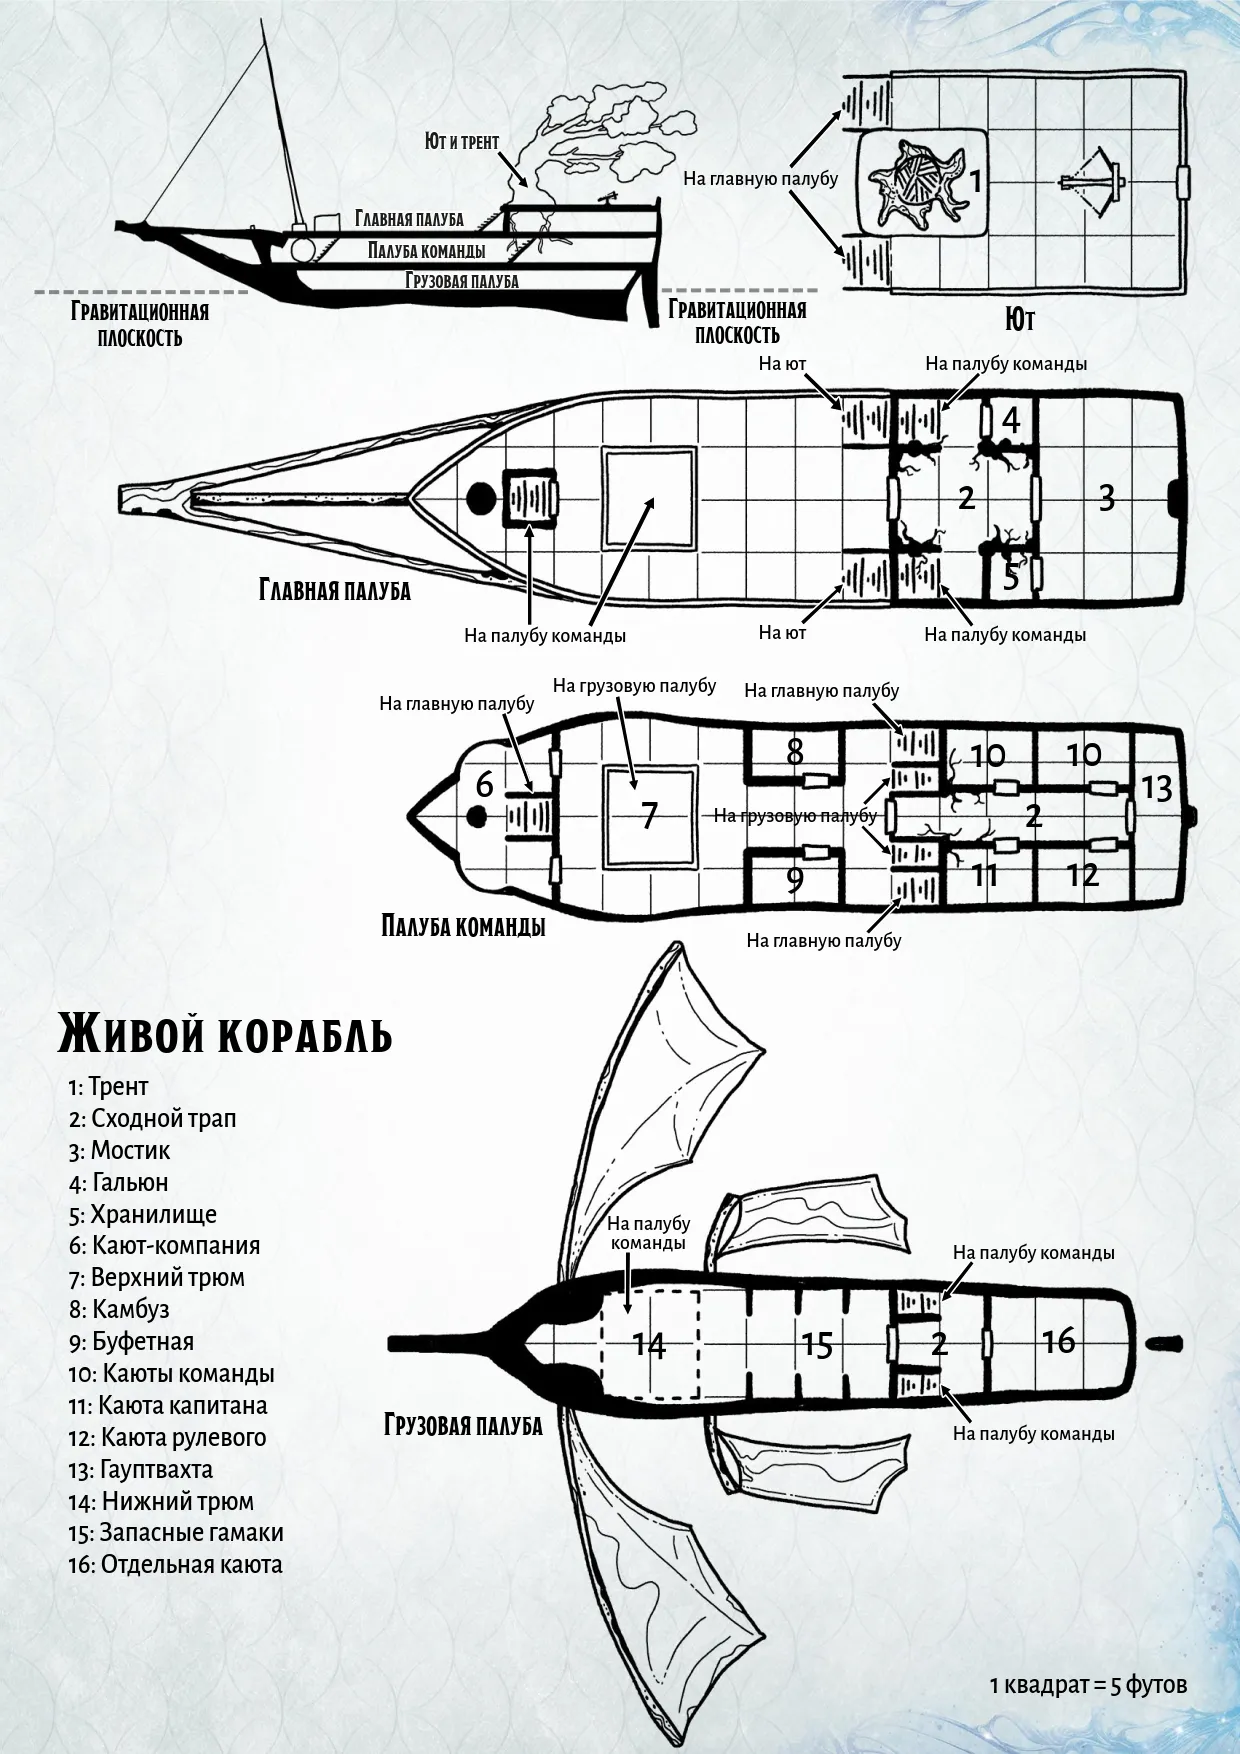 Ют и трент
Главная палуба
Палуба команды
Грузовая палуба
Гравитационная
плоскость
Гравитационная
плоскость
На главную палубу
1
Ют
На ют
На палубу команды
4
2
3
5
Главная палуба
На палубу команды
На ют
На палубу команды
На главную палубу
На грузовую палубу
На главную палубу
6
7
8
9
10
10
На грузовую палубу
2
13
11
12
Палуба команды
На главную палубу
Живой корабль
1: Трент
2: Сходной трап
3: Мостик
4: Гальюн
5: Хранилище
6: Кают-компания
7: Верхний трюм
8: Камбуз
9: Буфетная
10: Каюты команды
11: Каюта капитана
12: Каюта рулевого
13: Гауптвахта
14: Нижний трюм
15: Запасные гамаки
16: Отдельная каюта
На палубу
команды
На палубу команды
14
15
2
16
Грузовая палуба
На палубу команды
1 квадрат = 5 футов